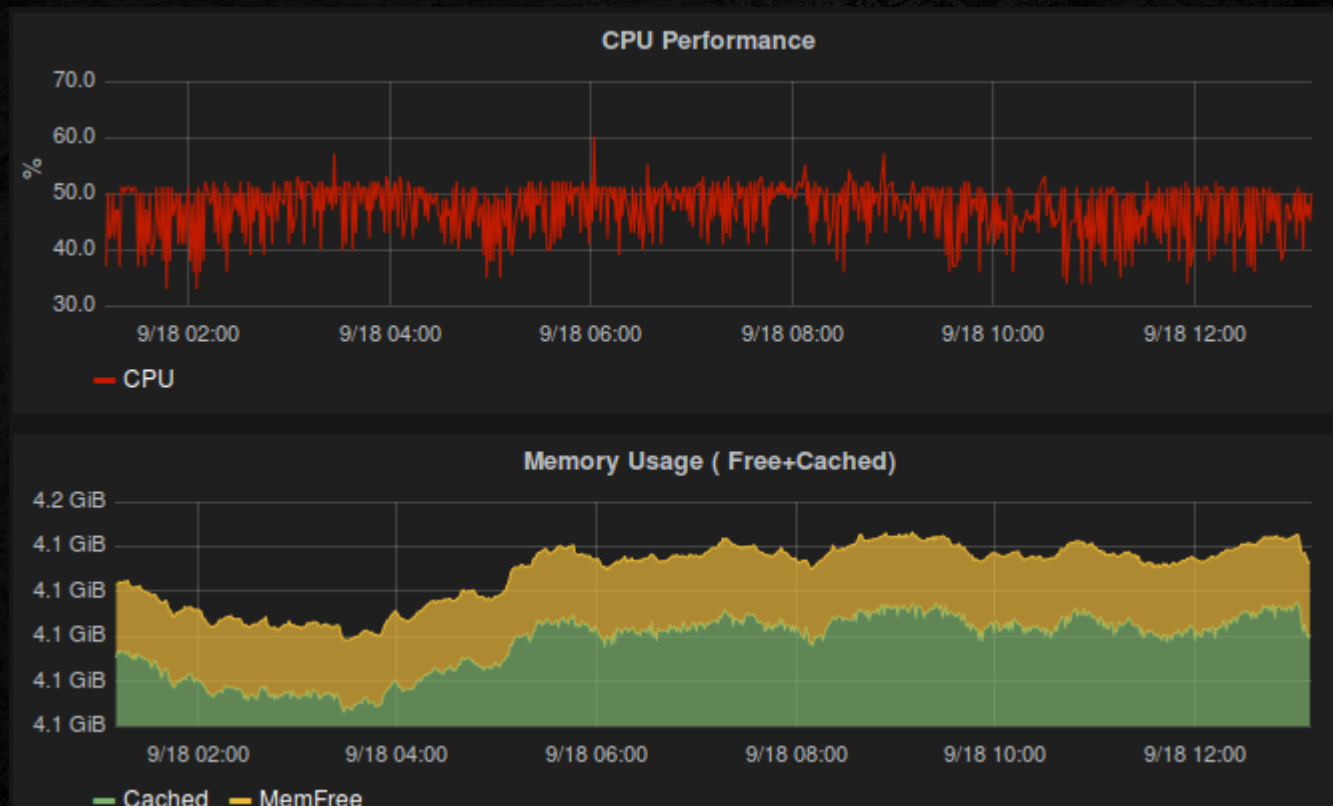 CPU Performance
70.0
60.0
%
50.0
40.0
30.0
9/18 02:00 9/18 04:00 9/18 06:00 9/18 08:00 9/18 10:00 9/18 12:00
CPU
Memory Usage ( Free+Cached)
4.2 GiB
4.1 GiB
4.1 GiB
4.1 GiB
4.1 GiB
4.1 GiB
9/18 02:00 9/18 04:00 9/18 06:00 9/18 08:00 9/18 10:00 9/18 12:00
Cached MemFree